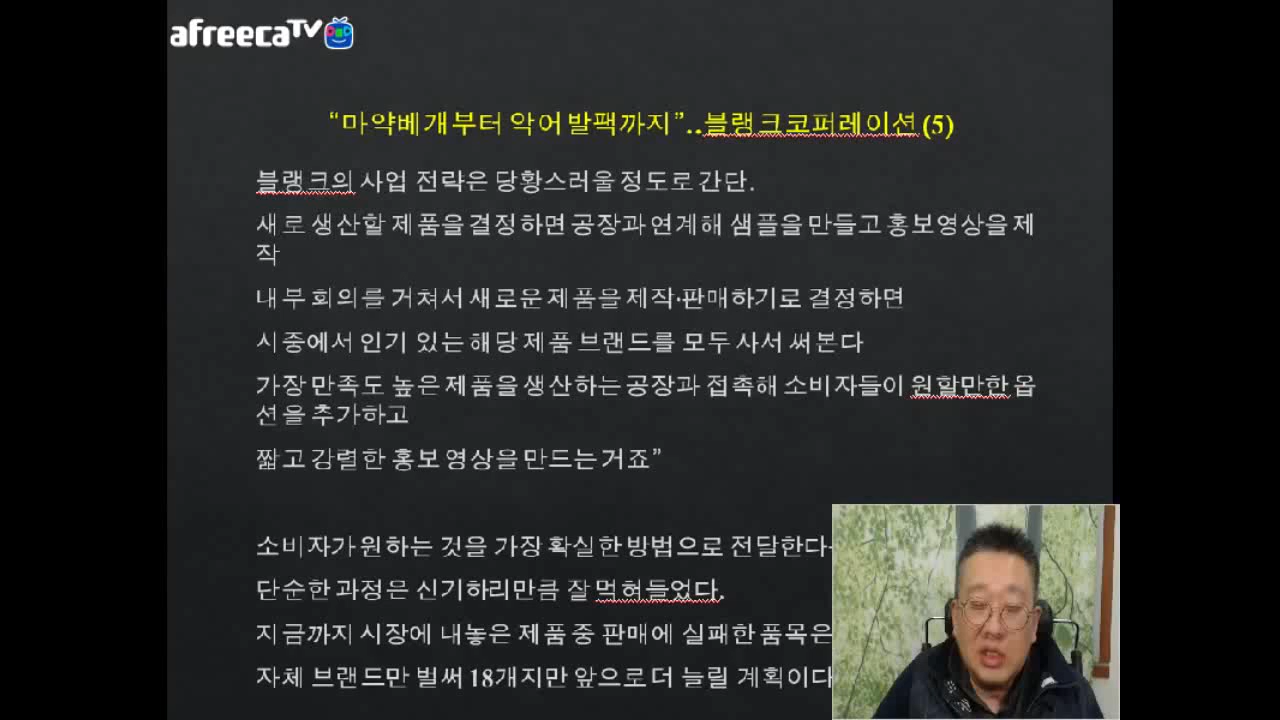 afreecaTV
“마약베개부터 악어발팩까지”..블랭크코퍼레이션 (5)
블랭크의 사업 전략은 당황스러울 정도로 간단.
새로 생산할 제품을 결정하면 공장과 연계해 샘플을 만들고 홍보영상을 제
작
내부 회의를 거쳐서 새로운 제품을 제작·판매하기로 결정하면
시중에서 인기 있는 해당 제품 브랜드를 모두 사서 써본다
가장 만족도 높은 제품을 생산하는 공장과 접촉해 소비자들이 원할만한 옵
션을 추가하고
짧고 강렬한 홍보 영상을 만드는 거죠”
소비자가 원하는 것을 가장 확실한 방법으로 전달한다
단순한 과정은 신기하리만큼 잘 먹혀들었다.
지금까지 시장에 내놓은 제품 중 판매에 실패한 품목은
자체 브랜드만 벌써 18개지만 앞으로 더 늘릴 계획이다